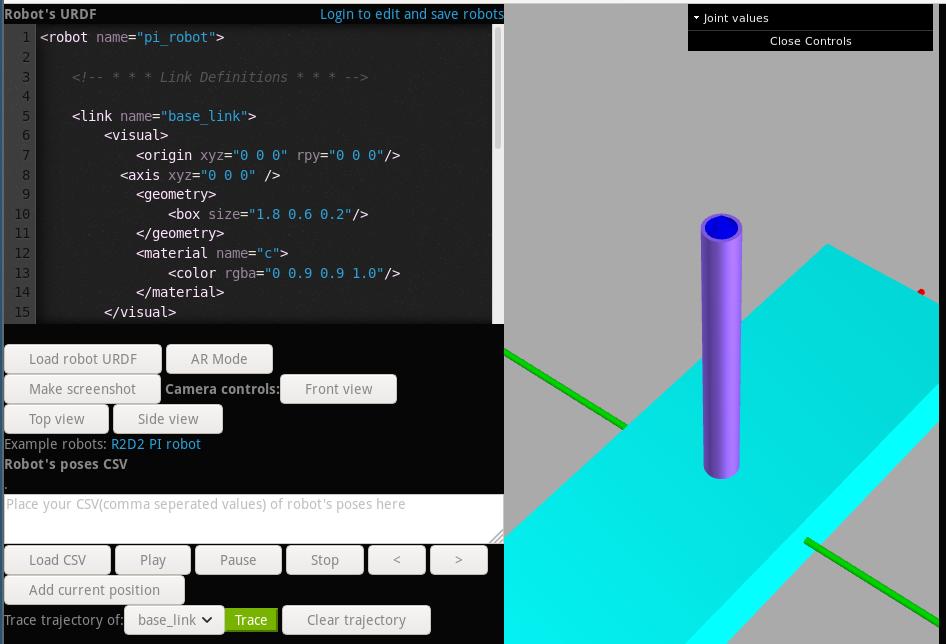 Robot's URDF
Login to edit and save robots
1 <robot name="pi_robot">
2
3 <!-- * * * Link Definitions * * * -->
4
5 <link name="base_link">
6 <visual>
7 <origin xyz="0 0 0" rpy="0 0 0"/>
8 <axis xyz="0 0 0" />
9 <geometry>
10 <box size="1.8 0.6 0.2"/>
11 </geometry>
12 <material name="c">
13 <color rgba="0 0.9 0.9 1.0"/>
14 </material>
15 </visual>
Load robot URDF
AR Mode
Make screenshot
Camera controls:
Front view
Top view
Side view
Example robots: R2D2 PI robot
Robot's poses CSV
.
Place your CSV(comma seperated values) of robot's poses here
Load CSV
Play
Pause
Stop
<
>
Add current position
Trace trajectory of:
base_link
Trace
Clear trajectory
Joint values
Close Controls